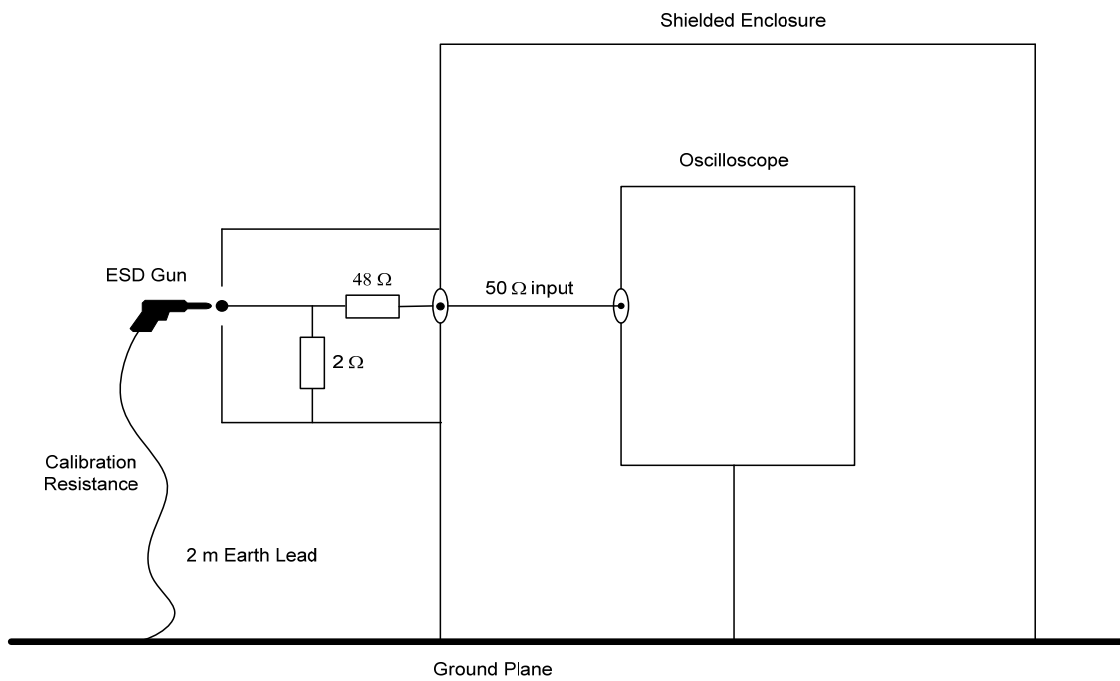 Shielded Enclosure
Oscilloscope
ESD Gun
48 Ω
50 Ω input
2 Ω
Calibration
Resistance
2 m Earth Lead
Ground Plane